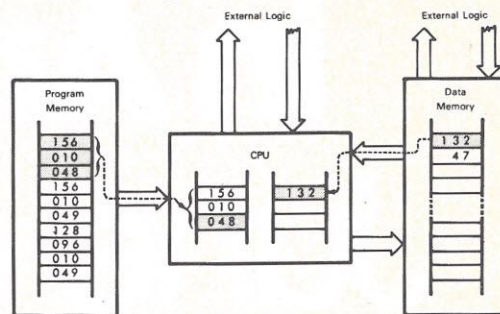 External Logic
External Logic
Program
Memory
156
010
048
156
010
049
128
096
010
049
CPU
156
010
048
132
Data
Memory
132
47